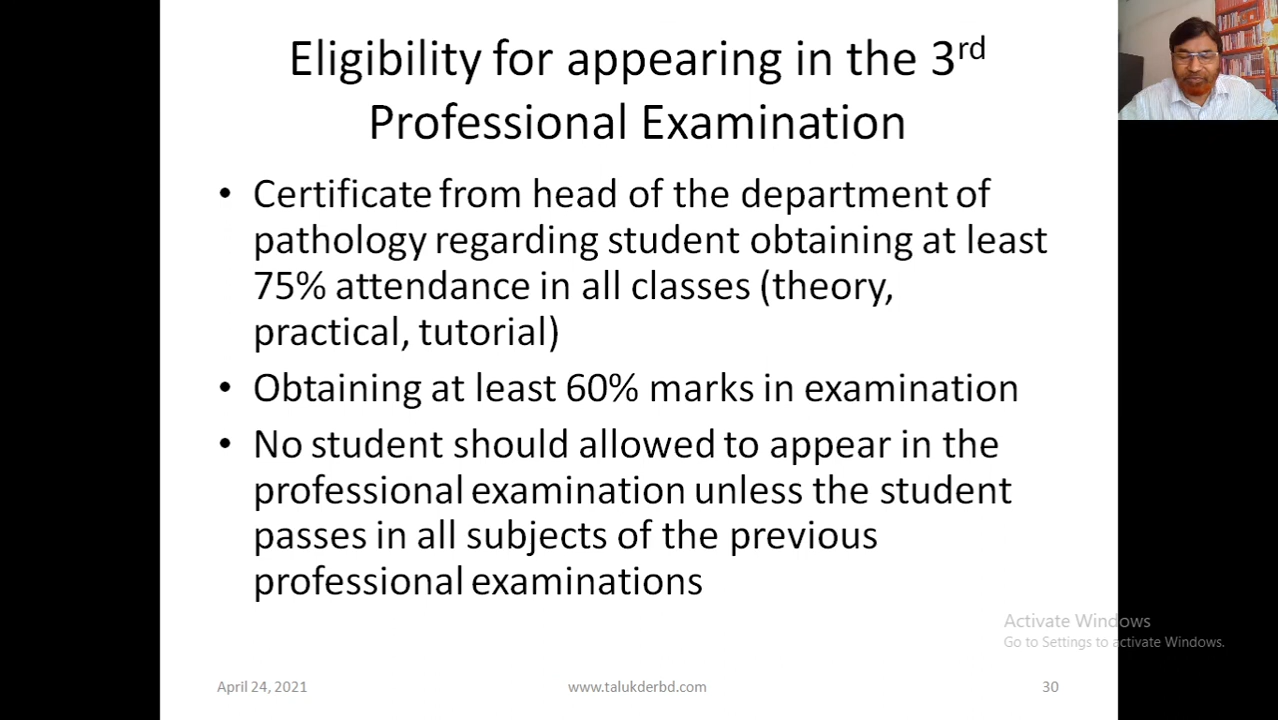 Eligibility for appearing in the 3rd
Professional Examination
• Certificate from head of the department of
pathology regarding student obtaining at least
75% attendance in all classes (theory,
practical, tutorial)
• Obtaining at least 60% marks in examination
• No student should allowed to appear in the
professional examination unless the student
passes in all subjects of the previous
professional examinations
Activate Windows
Go to Settings to activate Windows.
April 24, 2021
www.talukderbd.com
30